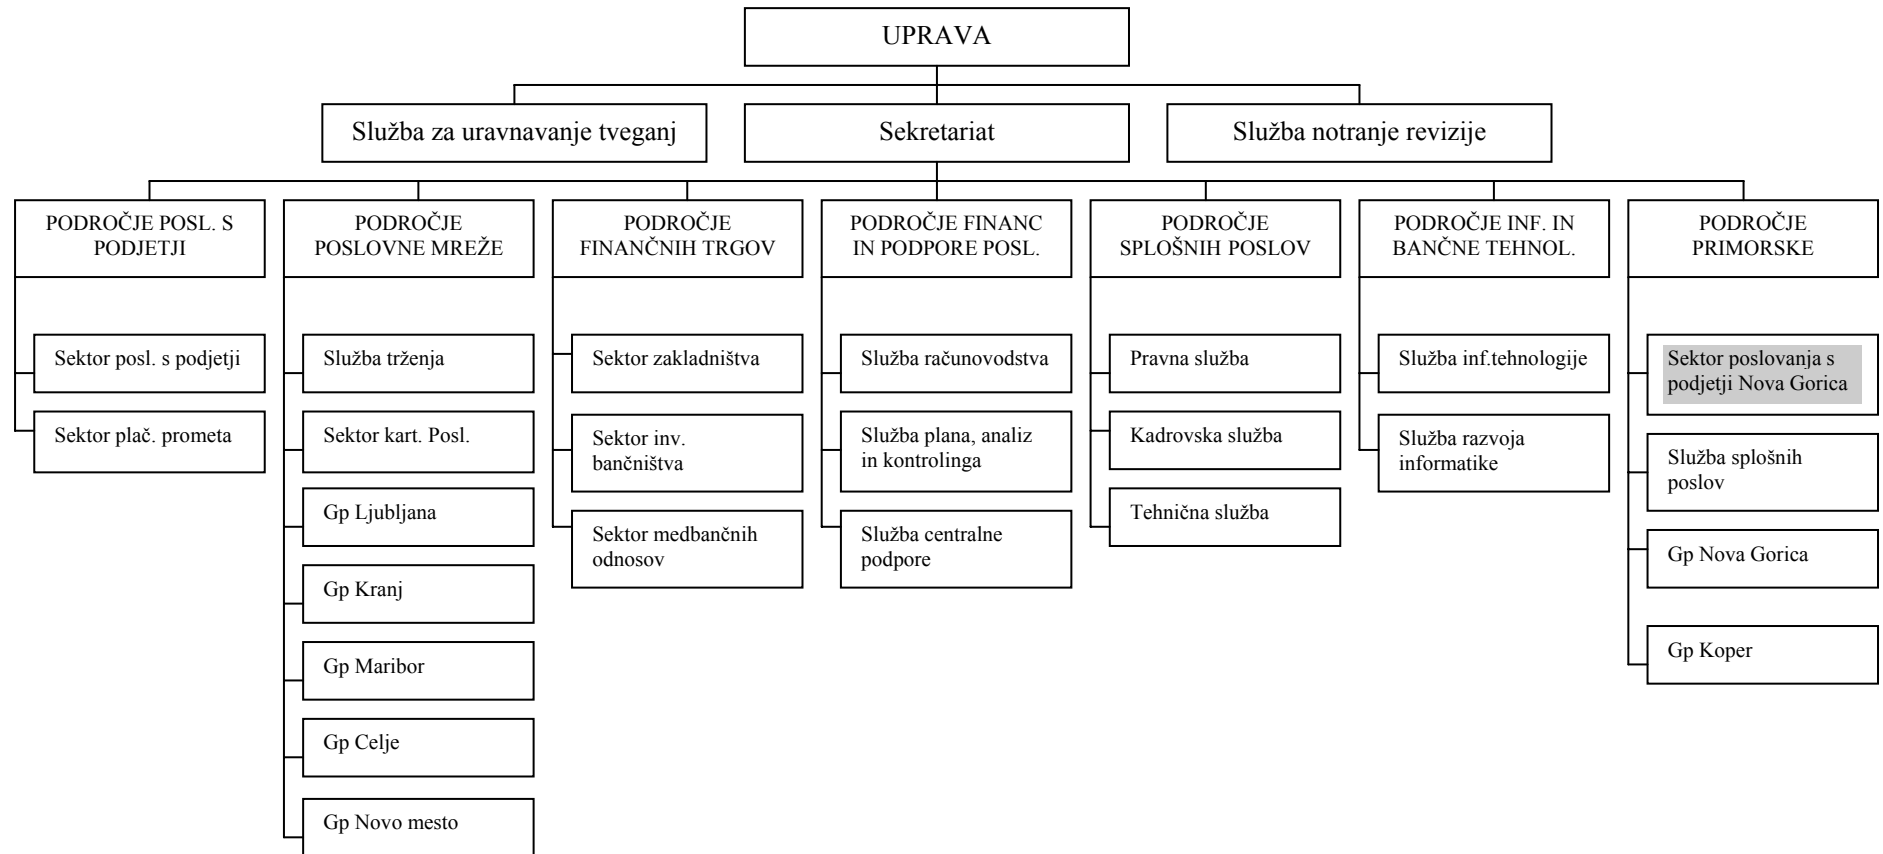 UPRAVA
Služba za uravnavanje tveganj
Sekretariat
Služba notranje revizije
PODROČJE POSL. S
PODJETJI
PODROČJE
POSLOVNE MREŽE
PODROČJE
FINANČNIH TRGOV
PODROČJE FINANC
IN PODPORE POSL.
PODROČJE
SPLOŠNIH POSLOV
PODROČJE INF. IN
BANČNE TEHNOL.
PODROČJE
PRIMORSKE
Sektor posl. s podjetji
Sektor plač. prometa
Služba trženja
Sektor kart. Posl.
Gp Ljubljana
Gp Kranj
Gp Maribor
Gp Celje
Gp Novo mesto
Sektor zakladništva
Sektor inv.
bančništva
Sektor medbančnih
odnosov
Služba računovodstva
Služba plana, analiz
in kontrolinga
Služba centralne
podpore
Pravna služba
Kadrovska služba
Tehnična služba
Služba inf.tehnologije
Služba razvoja
informatike
Sektor poslovanja s
podjetji Nova Gorica
Služba splošnih
poslov
Gp Nova Gorica
Gp Koper